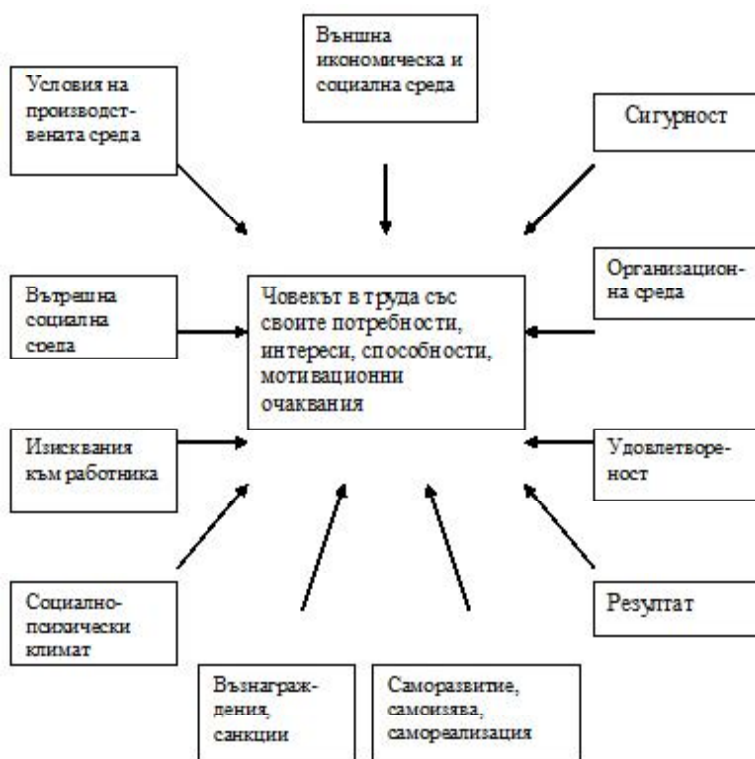 Външна
икономическа и
социална среда
Условия на
производст-
вената среда
Сигурност
Организацион-
на среда
Вътрешна
социална
среда
Човекът в труда със
своите потребности,
интереси, способности,
мотивационни
очаквания
Изисквания
към работника
Удовлетворе-
ност
Социално-
психически
климат
Резултат
Възнаграж-
дения,
санкции
Саморазвитие,
самоизява,
самореализация